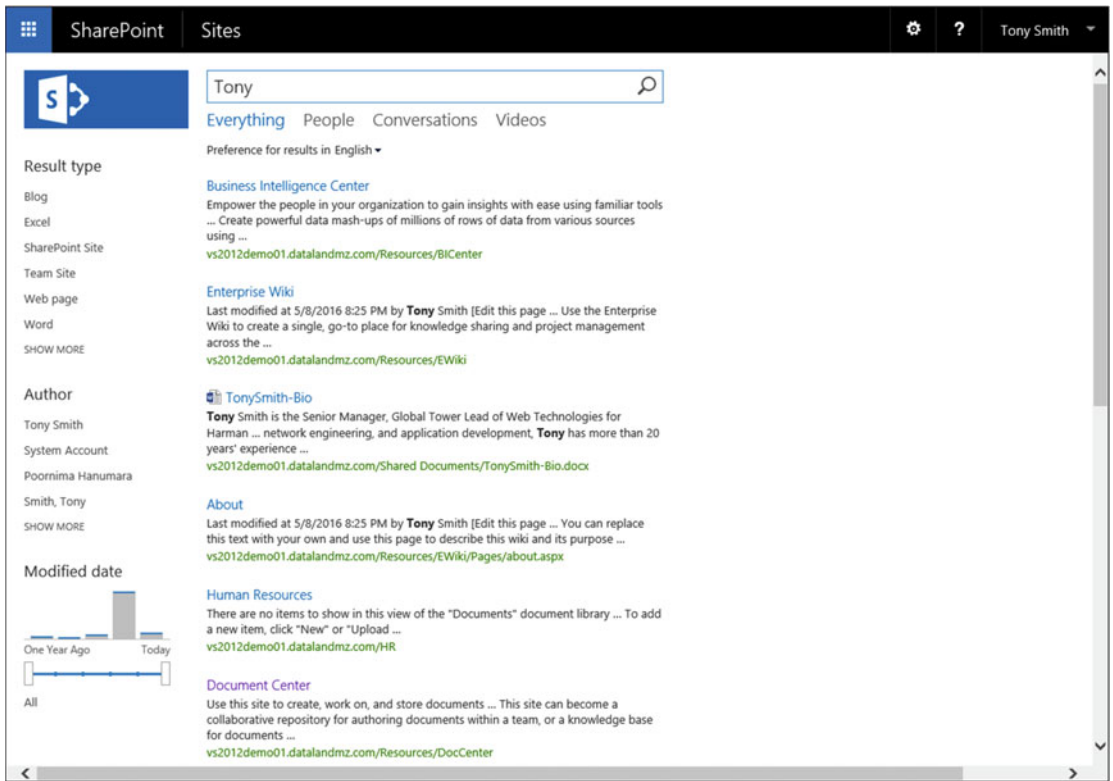 SharePoint Sites ? Tony Smith
S
Tony
Everything People Conversations Videos
Preference for results in English
Result type
Blog
Excel
SharePoint Site
Team Site
Web page
Word
SHOW MORE
Author
Tony Smith
System Account
Poornima Hanumara
Smith, Tony
SHOW MORE
Modified date
One Year Ago Today
All
Business Intelligence Center
Empower the people in your organization to gain insights with ease using familiar tools
... Create powerful data mash-ups of millions of rows of data from various sources
using ...
vs2012demo01.datalandmz.com/Resources/BICenter
Enterprise Wiki
Last modified at 5/8/2016 8:25 PM by Tony Smith [Edit this page ... Use the Enterprise
Wiki to create a single, go-to place for knowledge sharing and project management
across the ...
vs2012demo01.datalandmz.com/Resources/EWiki
TonySmith-Bio
Tony Smith is the Senior Manager, Global Tower Lead of Web Technologies for
Harman ... network engineering, and application development, Tony has more than 20
years' experience ...
vs2012demo01.datalandmz.com/Shared Documents/TonySmith-Bio.docx
About
Last modified at 5/8/2016 8:25 PM by Tony Smith [Edit this page ... You can replace
this text with your own and use this page to describe this wiki and its purpose ...
vs2012demo01.datalandmz.com/Resources/EWiki/Pages/about.aspx
Human Resources
There are no items to show in this view of the "Documents" document library ... To add
a new item, click "New" or "Upload ...
vs2012demo01.datalandmz.com/HR
Document Center
Use this site to create, work on, and store documents ... This site can become a
collaborative repository for authoring documents within a team, or a knowledge base
for documents ...
vs2012demo01.datalandmz.com/Resources/DocCenter